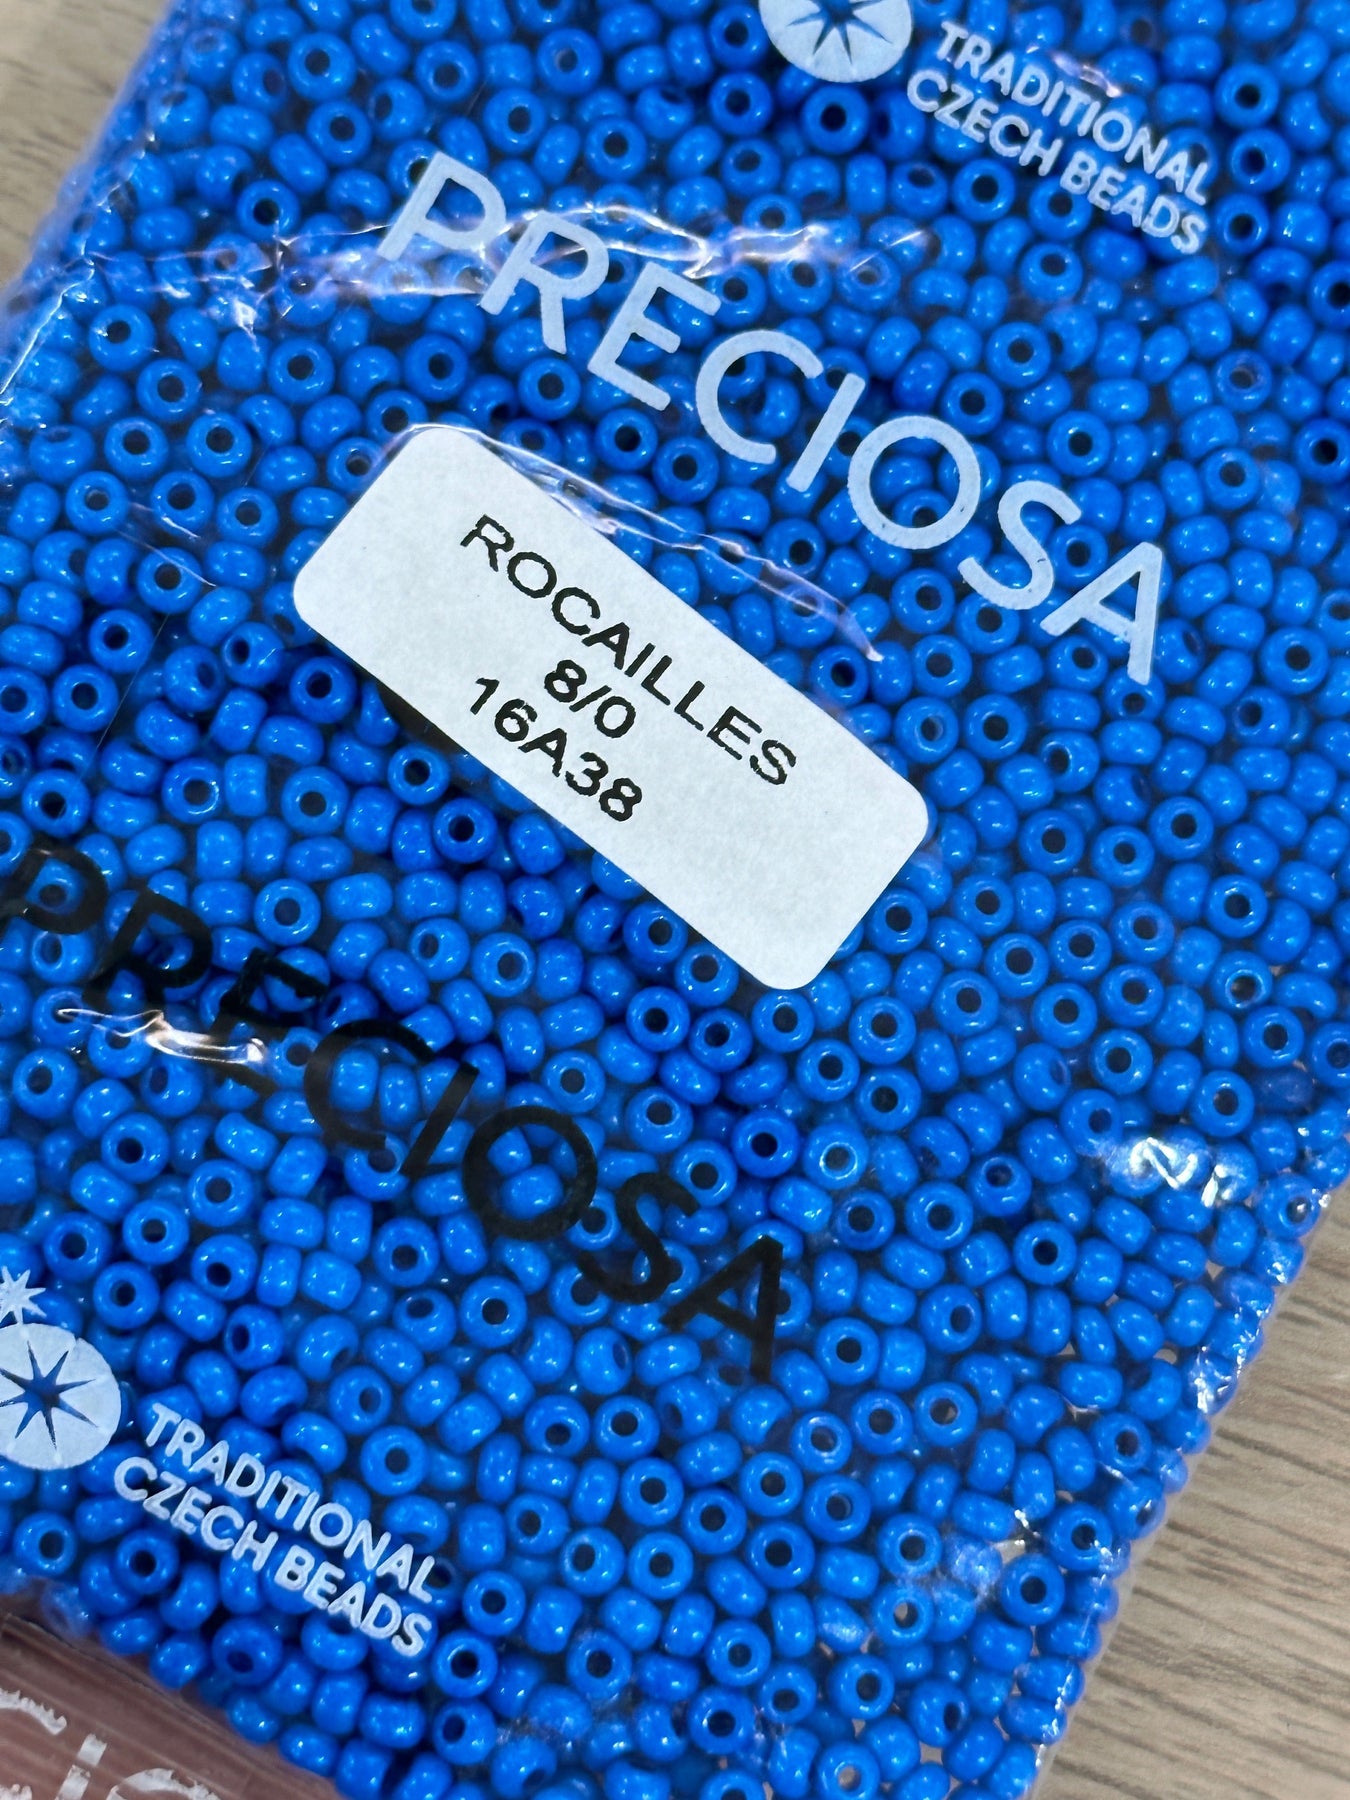 TRADITIONAL
CZECH BEADS
PRECIOSA
ROCAILLES
8/0
16A38
PRECIOSA
TRADITIONAL
CZECH BEADS